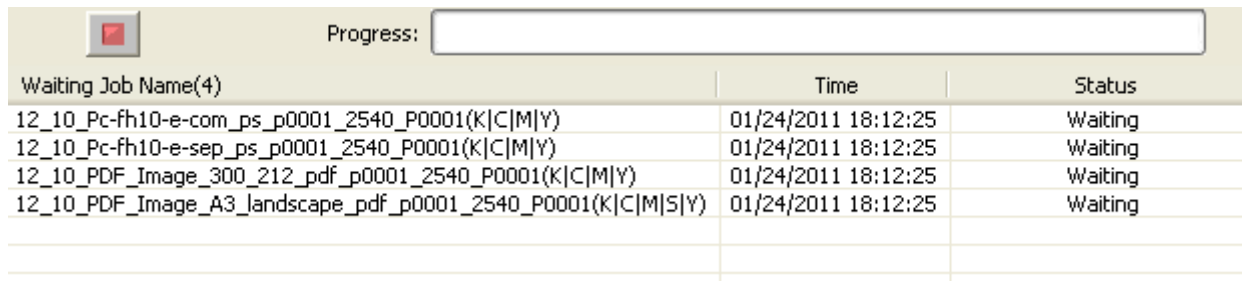 Progress:
Waiting Job Name(4) Time Status
12_10_Pc-fh10-e-com_ps_p0001_2540_P0001(K|C|M|Y) 01/24/2011 18:12:25 Waiting
12_10_Pc-fh10-e-sep_ps_p0001_2540_P0001(K|C|M|Y) 01/24/2011 18:12:25 Waiting
12_10_PDF_Image_300_212_pdf_p0001_2540_P0001(K|C|M|Y) 01/24/2011 18:12:25 Waiting
12_10_PDF_Image_A3_landscape_pdf_p0001_2540_P0001(K|C|M|S|Y) 01/24/2011 18:12:25 Waiting